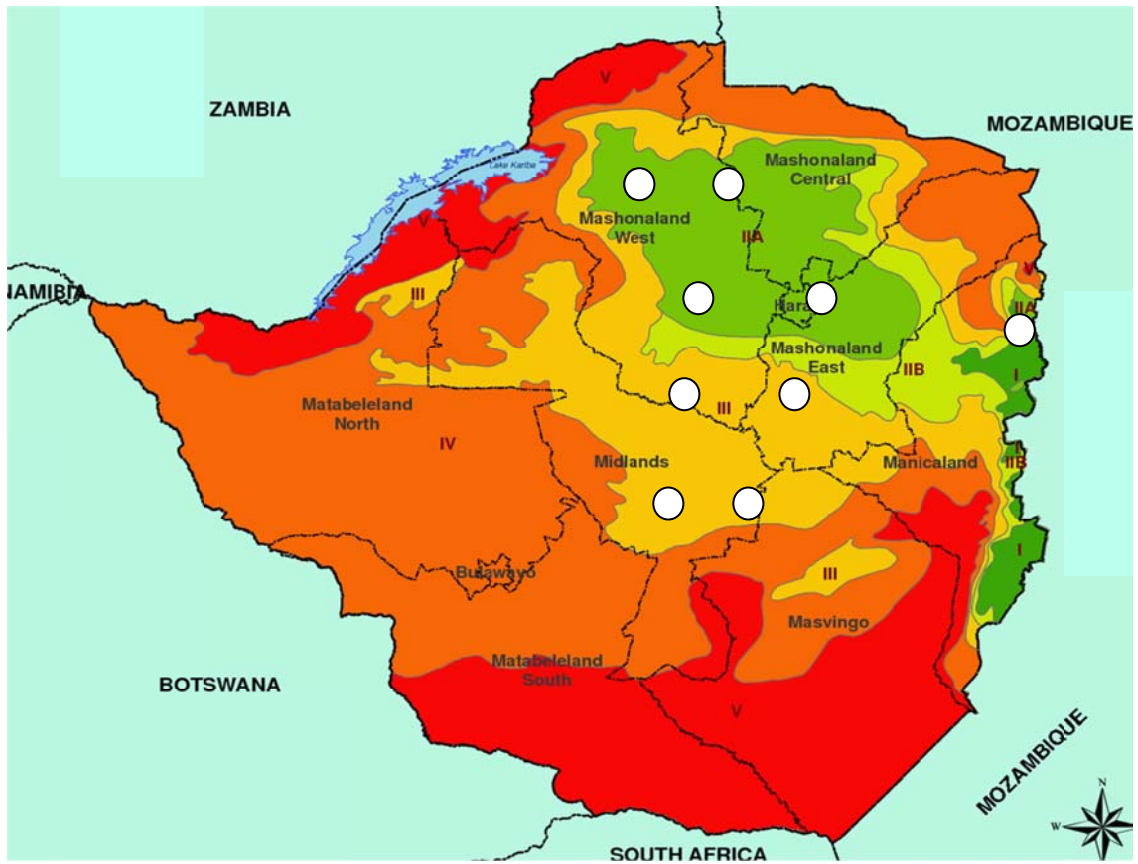 V
ZAMBIA
MOZAMBIQUE
Lake Kariba
Mashonaland
Central
V
Mashonaland
West
IIA
V
NAMIBIA
III
Hara
IIA
Mashonaland
East
IIB
I
Matabeleland
North
III
IV
Midlands
Manicaland
I
IIB
I
Bulawayo
III
Masvingo
Matabeleland
South
BOTSWANA
V
MOZAMBIQUE
N
W
SOUTH AFRICA